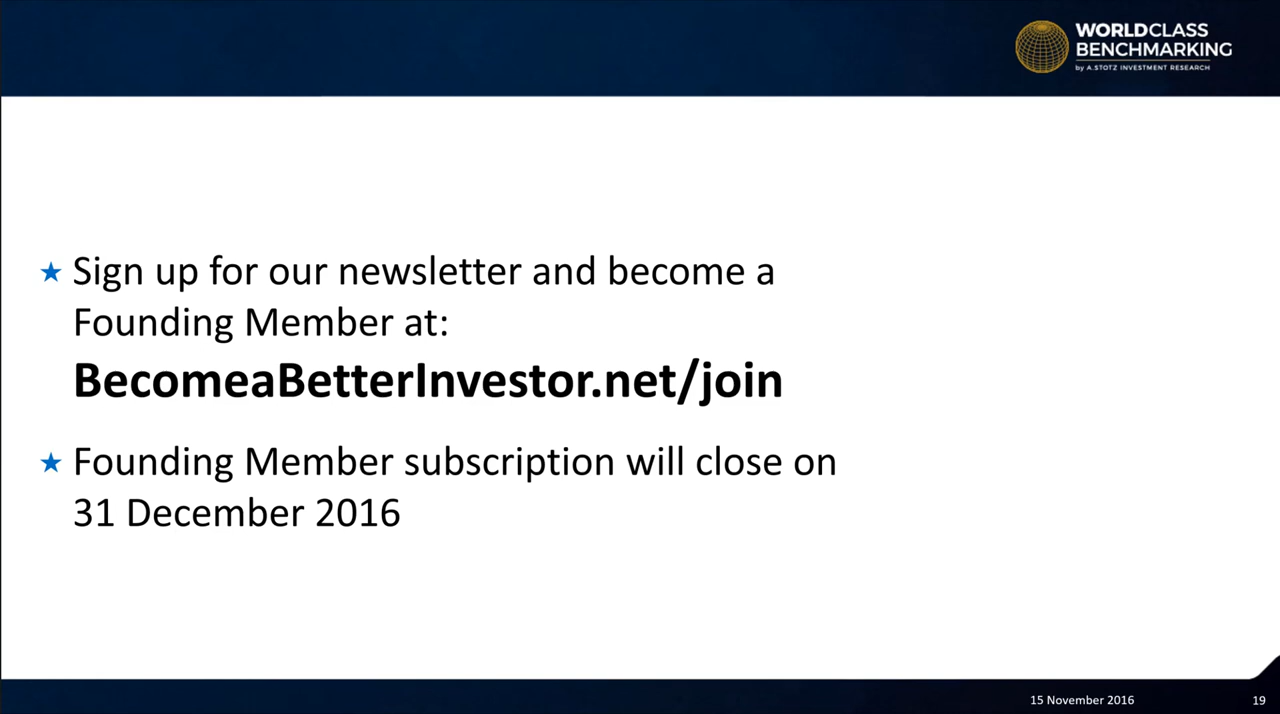 WORLDCLASS
BENCHMARKING
by A.STOTZ INVESTMENT RESEARCH
★ Sign up for our newsletter and become a
Founding Member at:
BecomeaBetterInvestor.net/join
★ Founding Member subscription will close on
31 December 2016
15 November 2016
19